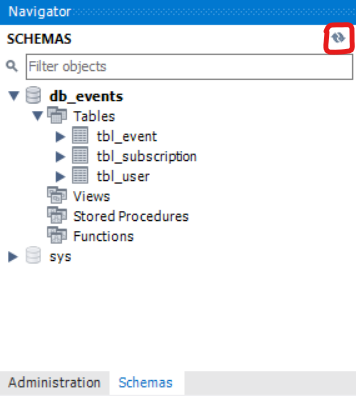 Navigator
SCHEMAS
Filter objects
db_events
Tables
tbl_event
tbl_subscription
tbl_user
Views
Stored Procedures
Functions
sys
Administration Schemas